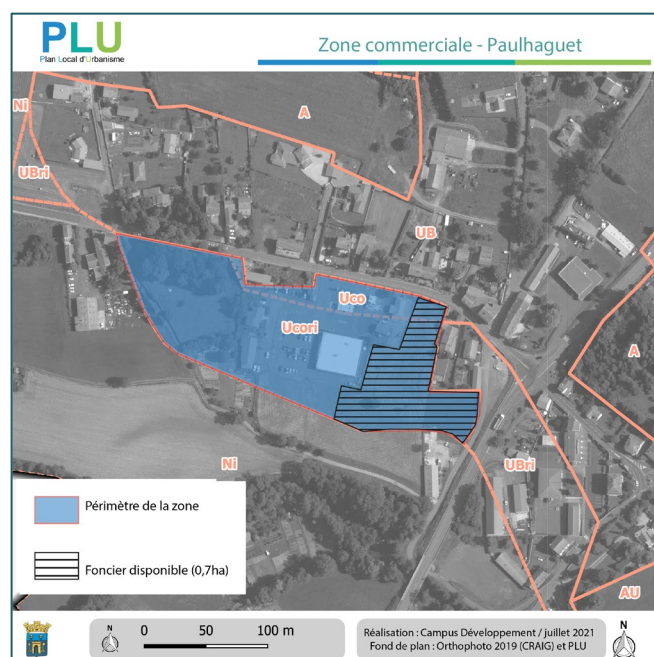 PLU
Plan Local d'Urbanisme
Zone commerciale - Paulhaguet
Ni
A
UBri
UB
Uco
Ucori
A
Ni
UBri
AU
Périmètre de la zone
Foncier disponible (0,7ha)
N
0 50 100 m
Réalisation : Campus Développement / juillet 2021
Fond de plan : Orthophoto 2019 (CRAIG) et PLU
N